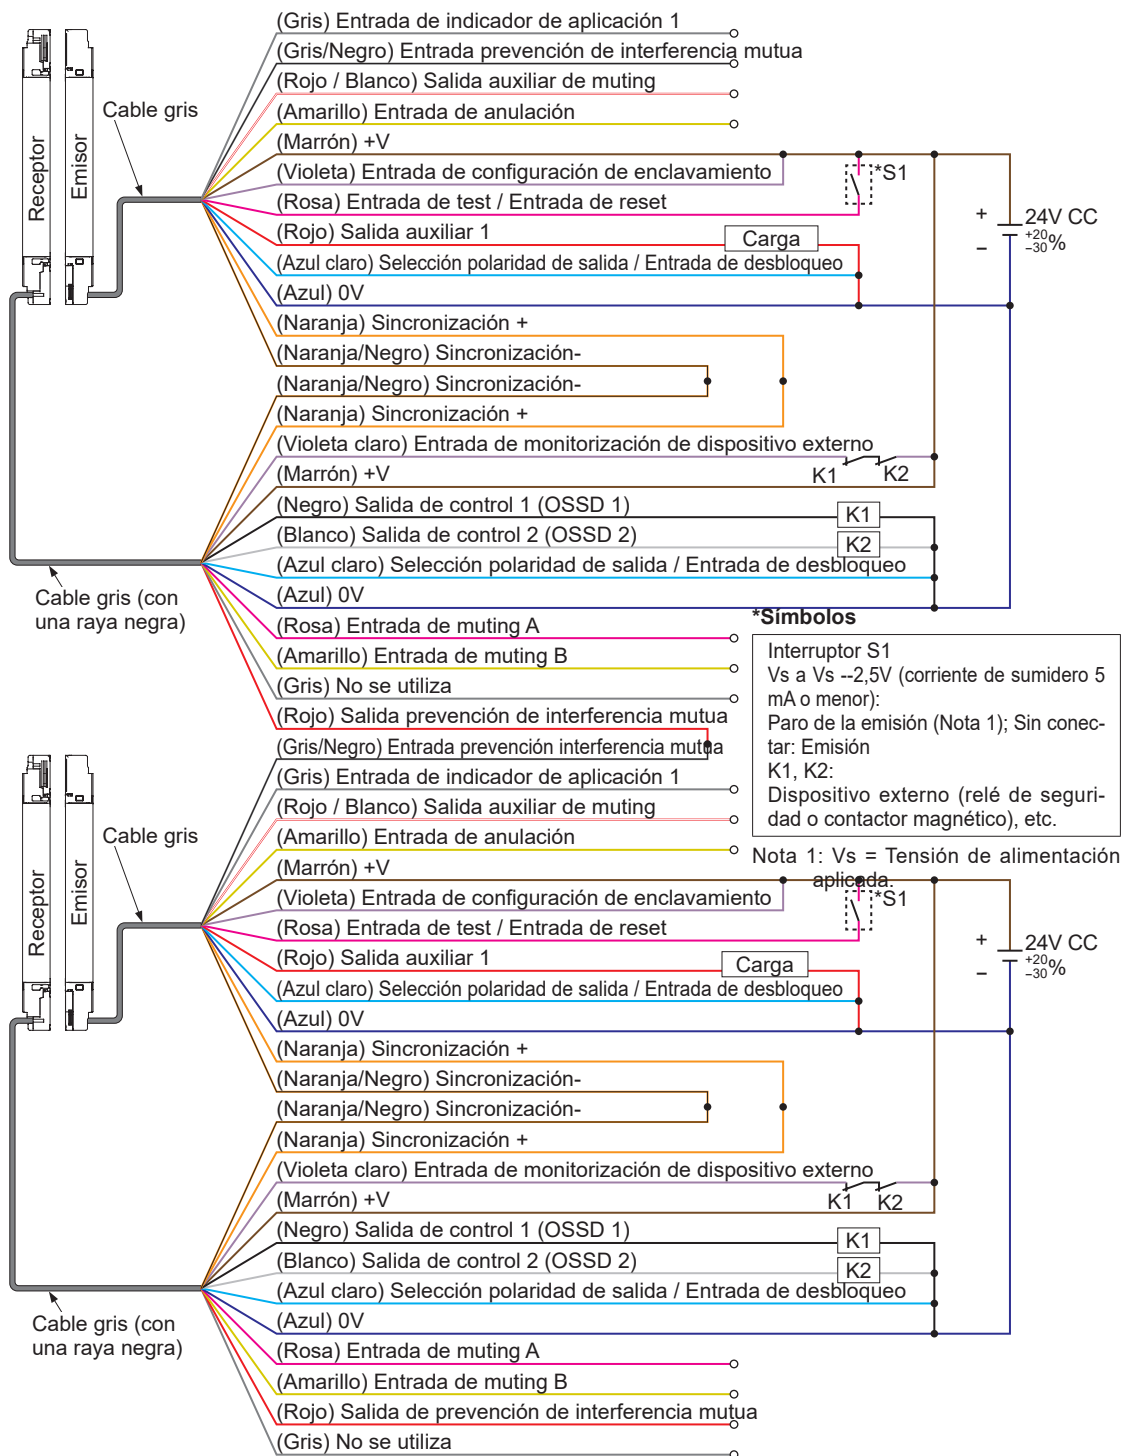 (Gris) Entrada de indicador de aplicación 1
(Gris/Negro) Entrada prevención de interferencia mutua
(Rojo / Blanco) Salida auxiliar de muting
Cable gris
(Amarillo) Entrada de anulación
(Marrón) +V
Receptor
Emisor
(Violeta) Entrada de configuración de enclavamiento
*S1
(Rosa) Entrada de test / Entrada de reset
(Rojo) Salida auxiliar 1
Carga
+
24V CC
+20
–30%
–
(Azul claro) Selección polaridad de salida / Entrada de desbloqueo
(Azul) 0V
(Naranja) Sincronización +
(Naranja/Negro) Sincronización-
(Naranja/Negro) Sincronización-
(Naranja) Sincronización +
(Violeta claro) Entrada de monitorización de dispositivo externo
K1
K2
(Marrón) +V
(Negro) Salida de control 1 (OSSD 1)
K1
(Blanco) Salida de control 2 (OSSD 2)
K2
(Azul claro) Selección polaridad de salida / Entrada de desbloqueo
(Azul) 0V
Cable gris (con
una raya negra)
(Rosa) Entrada de muting A
(Amarillo) Entrada de muting B
(Gris) No se utiliza
(Rojo) Salida prevención de interferencia mutua
*Símbolos
Interruptor S1
Vs a Vs --2,5V (corriente de sumidero 5
mA o menor):
Paro de la emisión (Nota 1); Sin conec-
tar: Emisión
K1, K2:
Dispositivo externo (relé de seguri-
dad o contactor magnético), etc.
Nota 1: Vs = Tensión de alimentación
aplicada.
(Gris/Negro) Entrada prevención interferencia mutua
(Gris) Entrada de indicador de aplicación 1
(Rojo / Blanco) Salida auxiliar de muting
Cable gris
(Amarillo) Entrada de anulación
(Marrón) +V
Receptor
Emisor
(Violeta) Entrada de configuración de enclavamiento
*S1
(Rosa) Entrada de test / Entrada de reset
(Rojo) Salida auxiliar 1
Carga
+
24V CC
+20
–30%
–
(Azul claro) Selección polaridad de salida / Entrada de desbloqueo
(Azul) 0V
(Naranja) Sincronización +
(Naranja/Negro) Sincronización-
(Naranja/Negro) Sincronización-
(Naranja) Sincronización +
(Violeta claro) Entrada de monitorización de dispositivo externo
K1
K2
(Marrón) +V
(Negro) Salida de control 1 (OSSD 1)
K1
(Blanco) Salida de control 2 (OSSD 2)
K2
(Azul claro) Selección polaridad de salida / Entrada de desbloqueo
(Azul) 0V
Cable gris (con
una raya negra)
(Rosa) Entrada de muting A
(Amarillo) Entrada de muting B
(Rojo) Salida de prevención de interferencia mutua
(Gris) No se utiliza